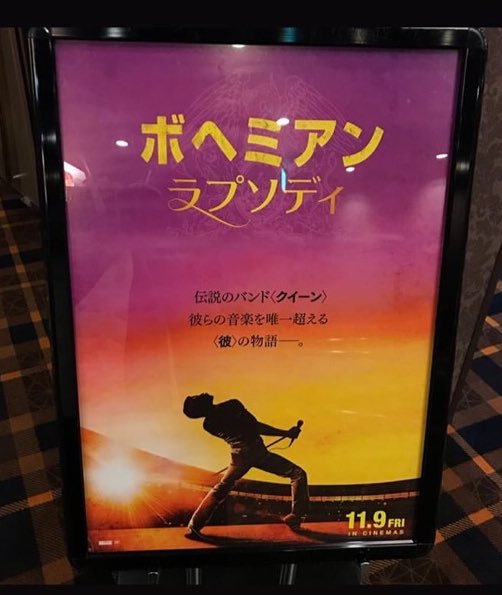 ボヘミアン
ラプソディ
伝説のバンド〈クイーン〉
彼らの音楽を唯一超える
〈彼〉の物語──。
11.9 FRI
IN CINEMAS